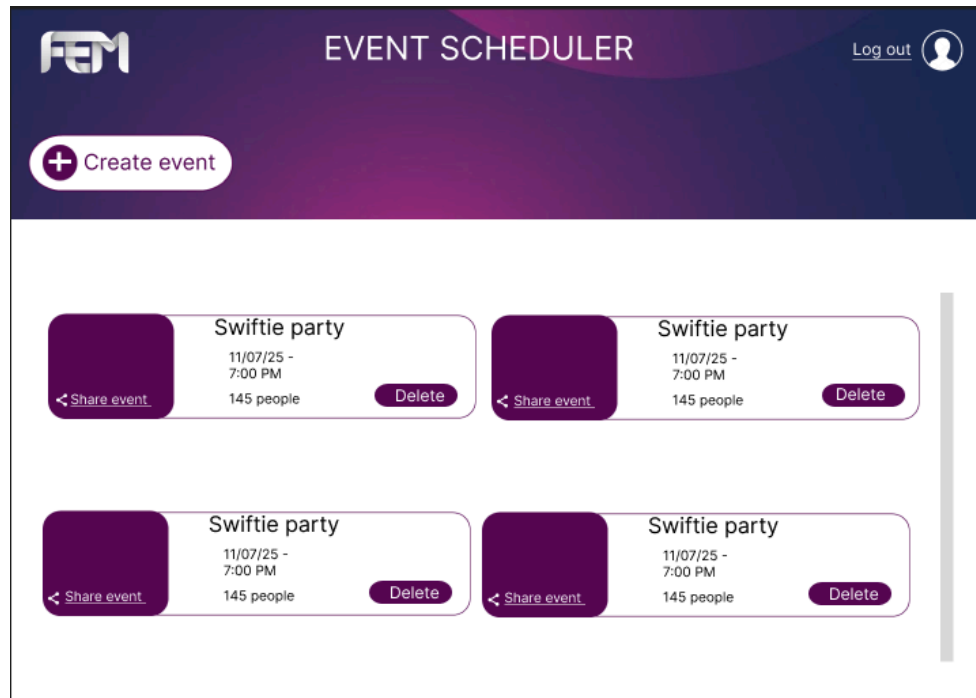 FEM
EVENT SCHEDULER
Log out
Create event
Swiftie party
11/07/25 -
7:00 PM
145 people
Share event
Delete
Swiftie party
11/07/25 -
7:00 PM
145 people
Share event
Delete
Swiftie party
11/07/25 -
7:00 PM
145 people
Share event
Delete
Swiftie party
11/07/25 -
7:00 PM
145 people
Share event
Delete